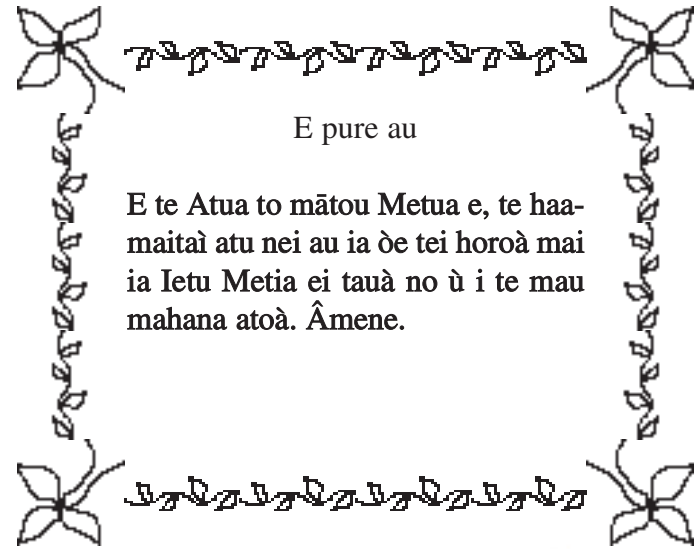 E pure au
E te Atua to mātou Metua e, te haa-
maitaì atu nei au ia òe tei horoà mai
ia Ietu Metia ei tauà no ù i te mau
mahana atoà. Âmene.